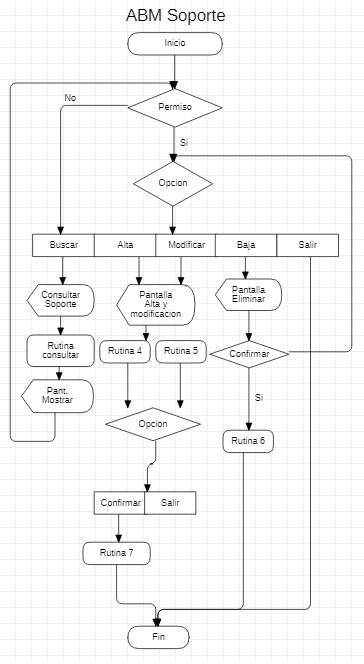 ABM Soporte
Inicio
Permiso
No
Si
Opcion
Buscar
Alta
Modificar
Baja
Salir
Consultar
Soporte
Pantalla
Alta y
modificacion
Pantalla
Eliminar
Rutina
consultar
Rutina 4
Rutina 5
Confirmar
Pant.
Mostrar
Si
Opcion
Rutina 6
Confirmar
Salir
Rutina 7
Fin